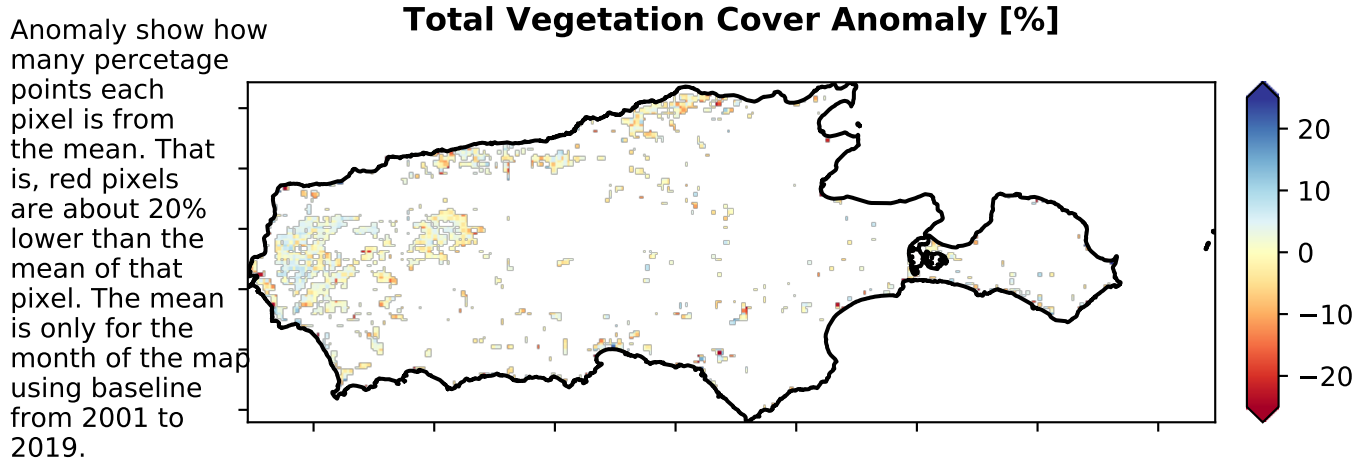 Total Vegetation Cover Anomaly [%]
Anomaly show how
many percetage
points each
pixel is from
the mean. That
is, red pixels
are about 20%
lower than the
mean of that
pixel. The mean
is only for the
month of the map
using baseline
from 2001 to
2019.
20
10
0
−10
−20